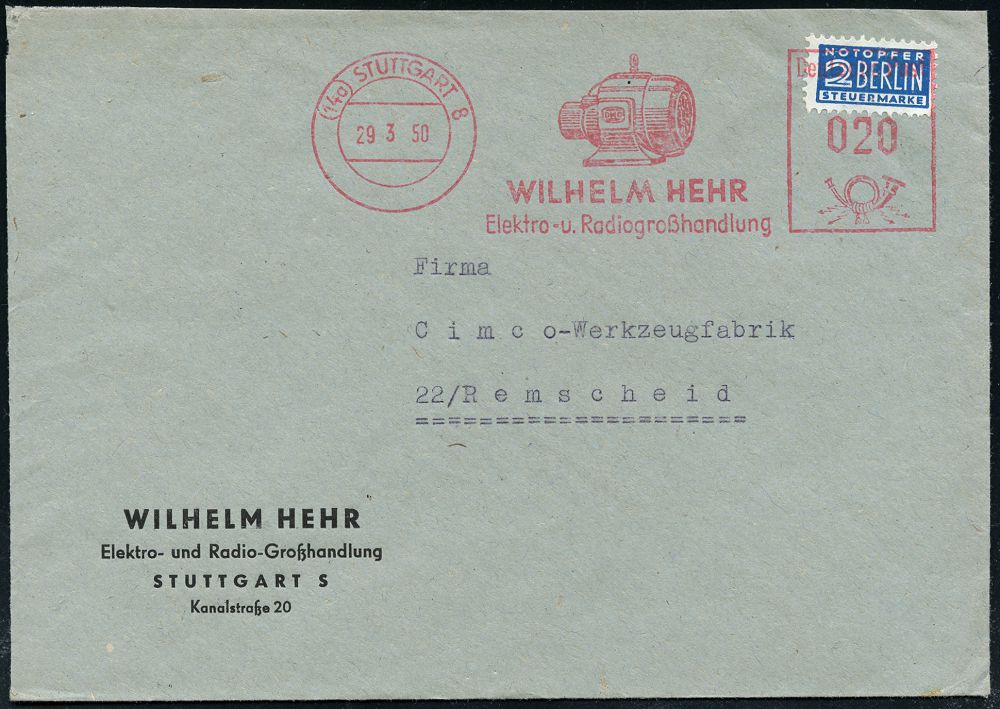 (14a) STUTTGART 8
29 3 50
WILHELM HEHR
Elektro-u. Radiogroßhandlung
NOTOPFER
2 BERLIN
STEUERMARKE
020
Firma
C i m c o-Werkzeugfabrik
22/R e m s c h e i d
=====================
WILHELM HEHR
Elektro- und Radio-Großhandlung
STUTTGART S
Kanalstraße 20